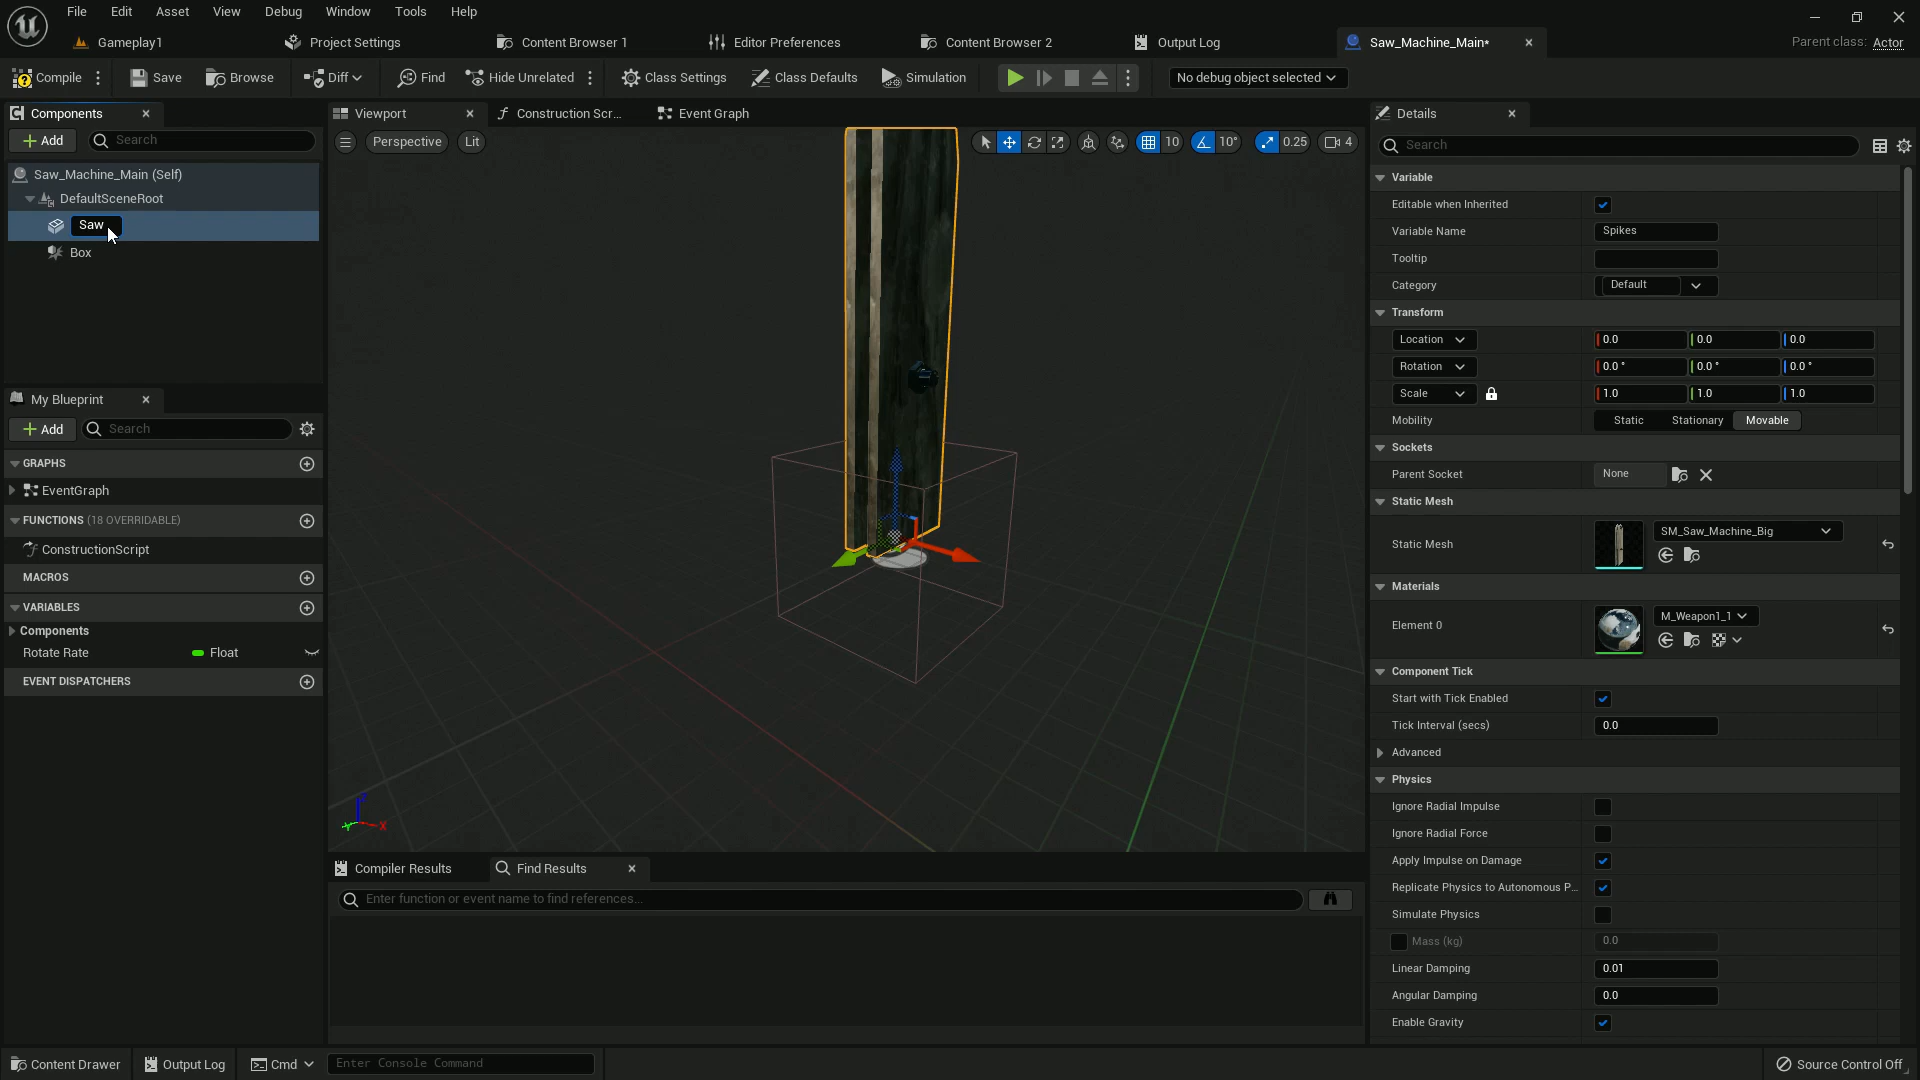 File Edit Asset View Debug Window Tools Help
Gameplay1 Project Settings Content Browser 1 Editor Preferences Content Browser 2 Output Log Saw_Machine_Main* Parent class: Actor
Compile Save Browse Diff Find Hide Unrelated Class Settings Class Defaults Simulation No debug object selected
Components
Add Search
Saw_Machine_Main (Self)
DefaultSceneRoot
Saw
Box
My Blueprint
Add Search
GRAPHS
EventGraph
FUNCTIONS (18 OVERRIDABLE)
ConstructionScript
MACROS
VARIABLES
Components
Rotate Rate Float
EVENT DISPATCHERS
Viewport Construction Scr... Event Graph
Perspective Lit 10 10° 0.25 4
Z
Y X
Compiler Results Find Results
Enter function or event name to find references...
Details
Search
Variable
Editable when Inherited
Variable Name Spikes
Tooltip
Category Default
Transform
Location 0.0 0.0 0.0
Rotation 0.0 ° 0.0 ° 0.0 °
Scale 1.0 1.0 1.0
Mobility Static Stationary Movable
Sockets
Parent Socket None
Static Mesh
Static Mesh SM_Saw_Machine_Big
Materials
Element 0 M_Weapon1_1
Component Tick
Start with Tick Enabled
Tick Interval (secs) 0.0
Advanced
Physics
Ignore Radial Impulse
Ignore Radial Force
Apply Impulse on Damage
Replicate Physics to Autonomous P...
Simulate Physics
Mass (kg) 0.0
Linear Damping 0.01
Angular Damping 0.0
Enable Gravity
Content Drawer Output Log Cmd Enter Console Command Source Control Off